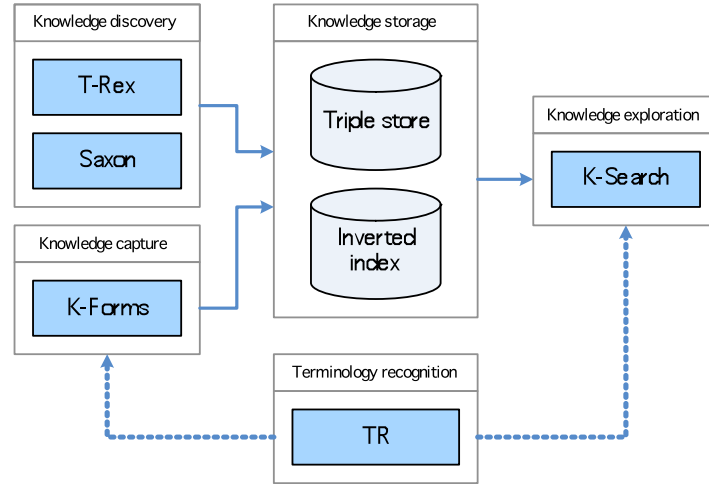 Knowledge discovery
T-Rex
Saxon
Knowledge capture
K-Forms
Knowledge storage
Triple store
Inverted
index
Terminology recognition
TR
Knowledge exploration
K-Search